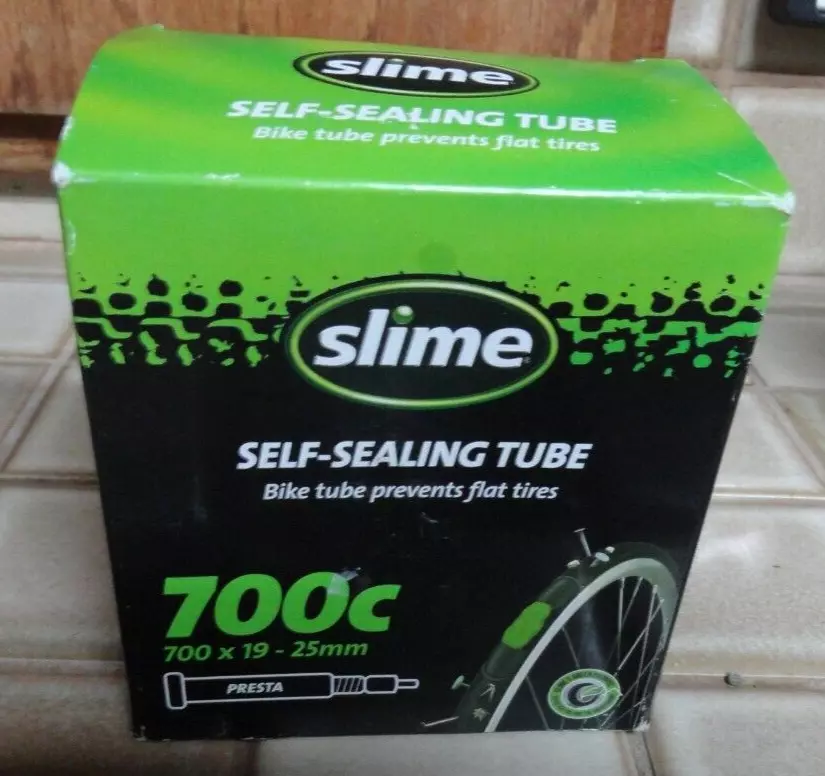 slime
SELF-SEALING TUBE
Bike tube prevents flat tires
slime
SELF-SEALING TUBE
Bike tube prevents flat tires
700c
700 x 19 - 25mm
PRESTA